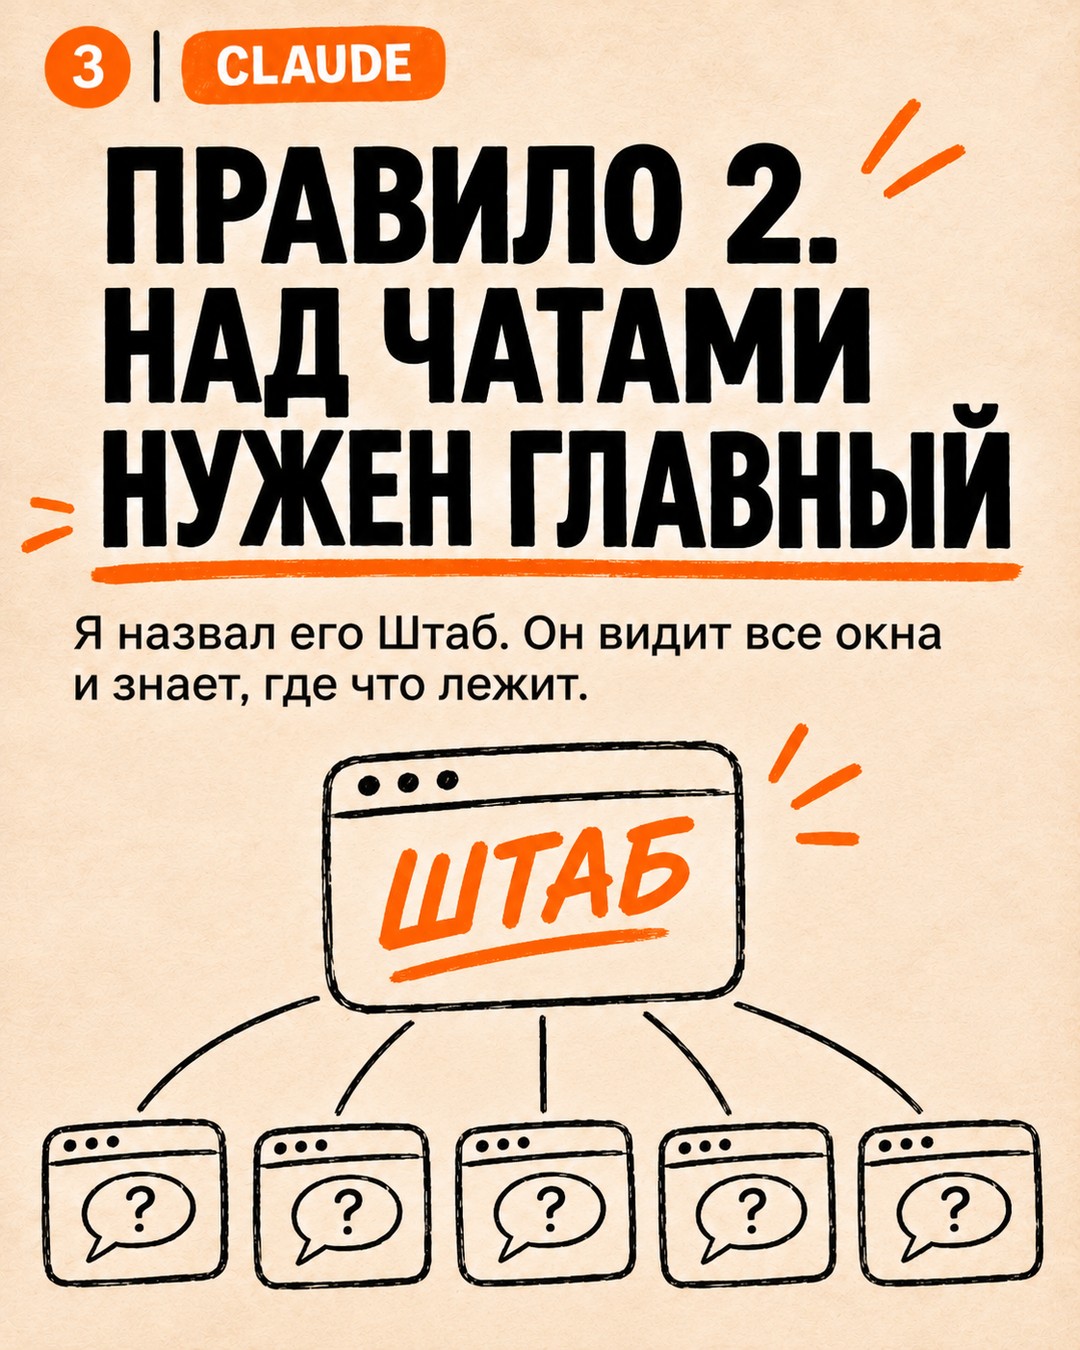 3 | CLAUDE
ПРАВИЛО 2.
НАД ЧАТАМИ
НУЖЕН ГЛАВНЫЙ
Я назвал его Штаб. Он видит все окна
и знает, где что лежит.
ШТАБ
? ? ? ? ?